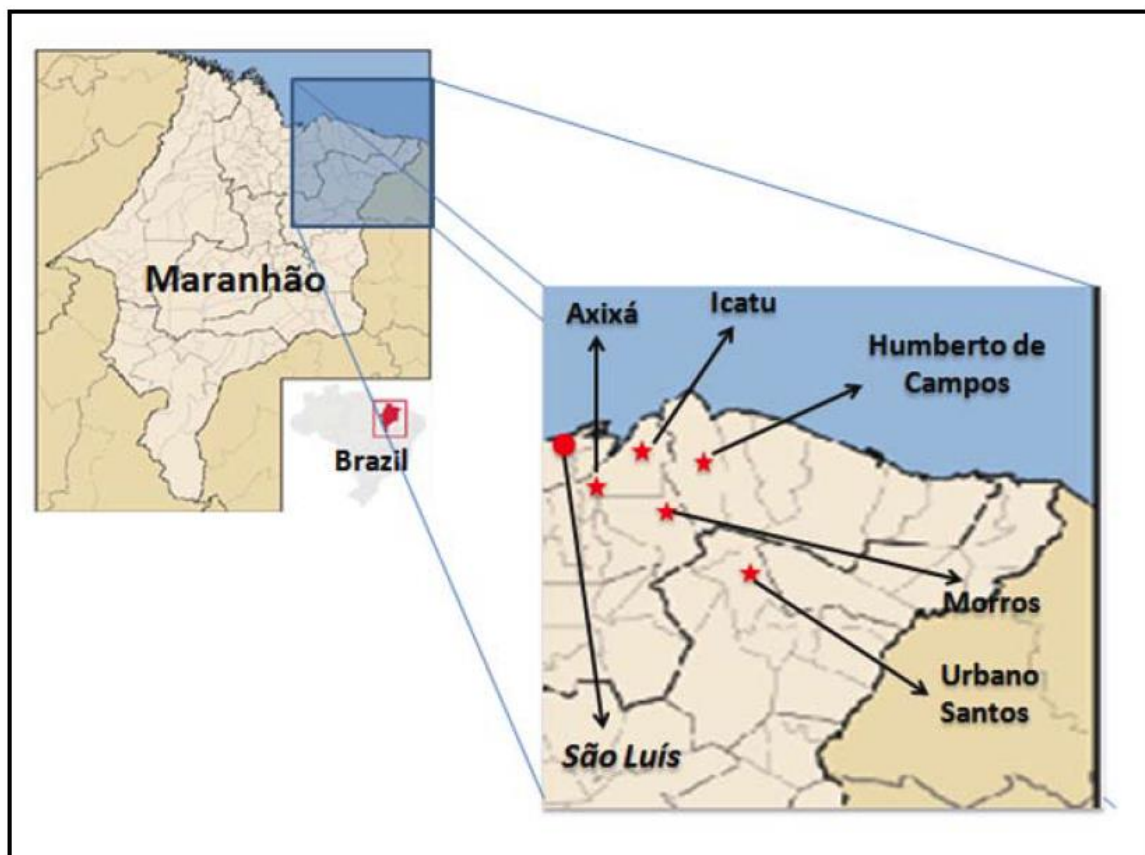 Maranhão
Brazil
Axixá
Icatu
Humberto de
Campos
Morros
Urbano
Santos
São Luís